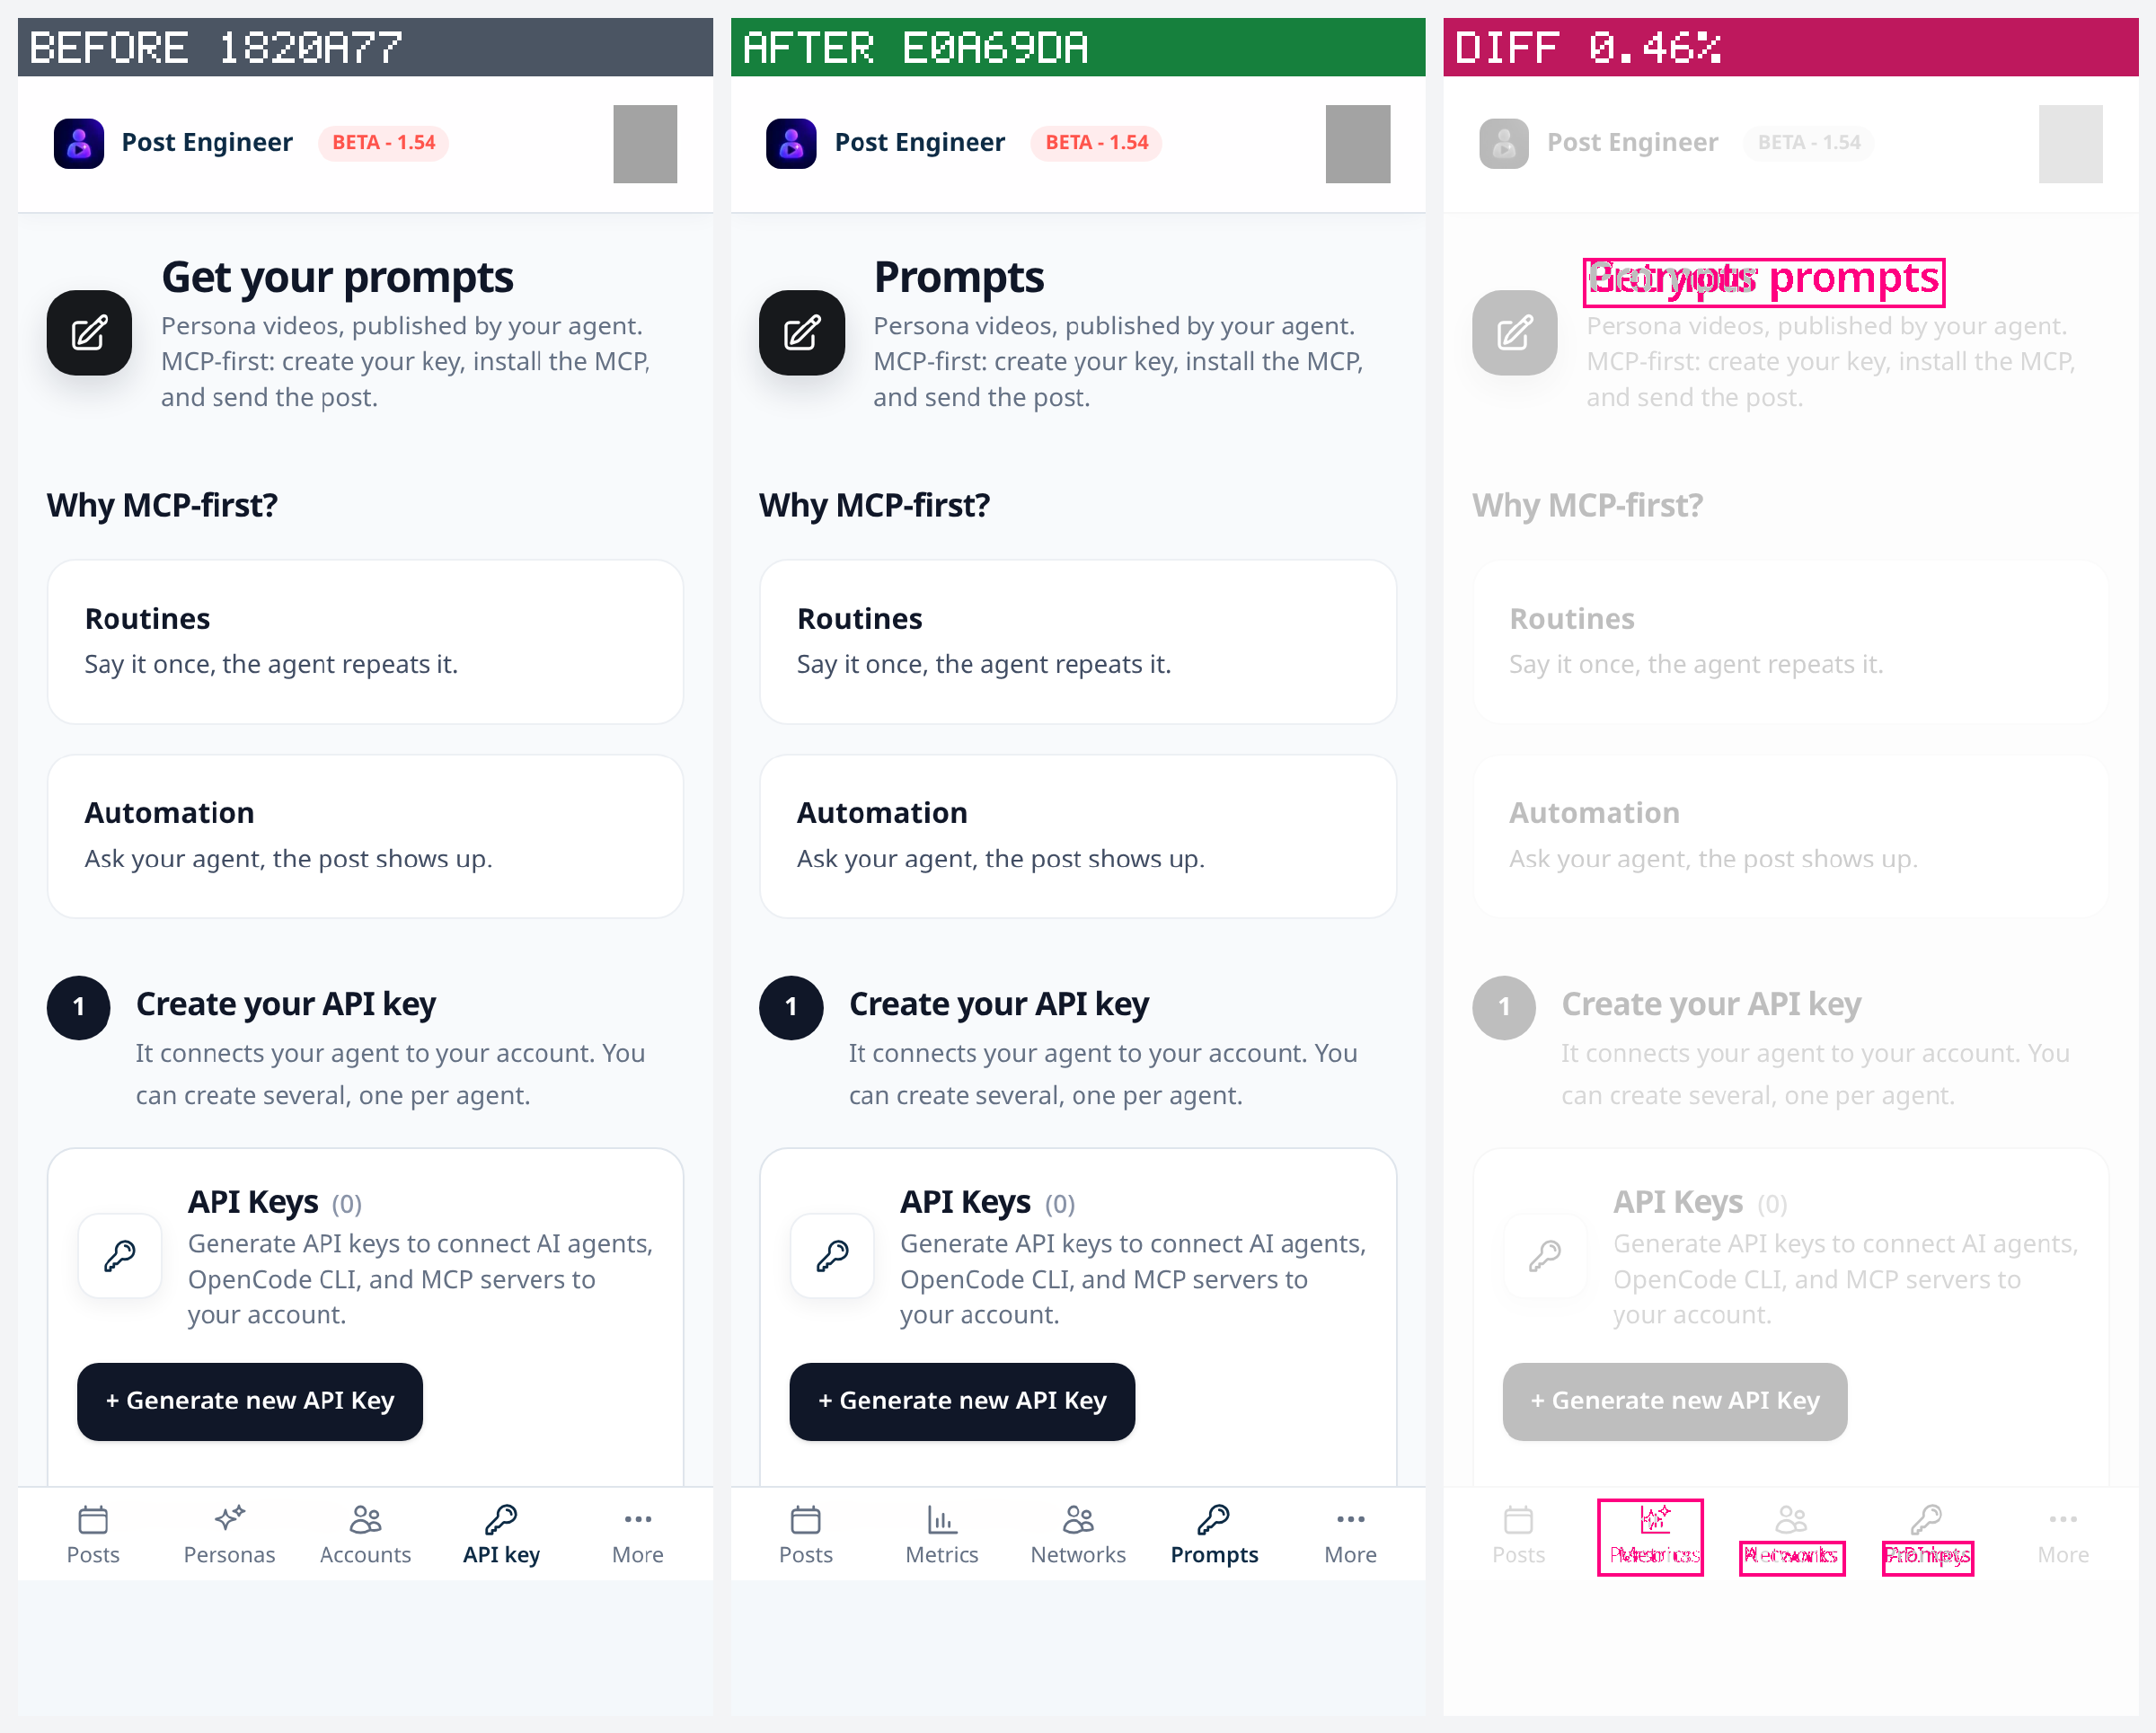 BEFORE 1820A77
Post Engineer
BETA - 1.54
Get your prompts
Persona videos, published by your agent.
MCP-first: create your key, install the MCP,
and send the post.
Why MCP-first?
Routines
Say it once, the agent repeats it.
Automation
Ask your agent, the post shows up.
1
Create your API key
It connects your agent to your account. You
can create several, one per agent.
API Keys (0)
Generate API keys to connect AI agents,
OpenCode CLI, and MCP servers to
your account.
+ Generate new API Key
Posts
Personas
Accounts
API key
More
AFTER E0A69DA
Post Engineer
BETA - 1.54
Prompts
Persona videos, published by your agent.
MCP-first: create your key, install the MCP,
and send the post.
Why MCP-first?
Routines
Say it once, the agent repeats it.
Automation
Ask your agent, the post shows up.
1
Create your API key
It connects your agent to your account. You
can create several, one per agent.
API Keys (0)
Generate API keys to connect AI agents,
OpenCode CLI, and MCP servers to
your account.
+ Generate new API Key
Posts
Metrics
Networks
Prompts
More
DIFF 0.46%
Post Engineer
BETA - 1.54
prompts
Persona videos, published by your agent.
MCP-first: create your key, install the MCP,
and send the post.
Why MCP-first?
Routines
Say it once, the agent repeats it.
Automation
Ask your agent, the post shows up.
1
Create your API key
It connects your agent to your account. You
can create several, one per agent.
API Keys (0)
Generate API keys to connect AI agents,
OpenCode CLI, and MCP servers to
your account.
+ Generate new API Key
Posts
More